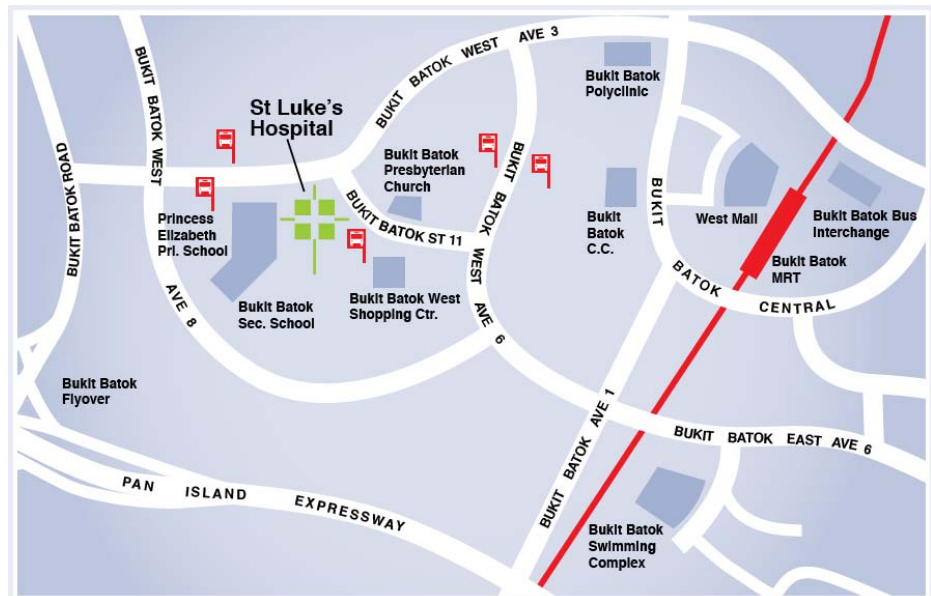 BUKIT BATOK WEST AVE 3
BUKIT BATOK WEST
AVE 8
St Luke's
Hospital
Bukit Batok
Polyclinic
BUKIT BATOK ROAD
Bukit Batok
Presbyterian
Church
BUKIT BATOK WEST AVE 6
Princess
Elizabeth
Pri. School
BUKIT BATOK ST 11
Bukit
Batok
C.C.
BUKIT BATOK CENTRAL
West Mall
Bukit Batok Bus
Interchange
Bukit Batok
MRT
Bukit Batok
Sec. School
Bukit Batok West
Shopping Ctr.
Bukit Batok
Flyover
BUKIT BATOK AVE 1
BUKIT BATOK EAST AVE 6
PAN ISLAND EXPRESSWAY
Bukit Batok
Swimming
Complex